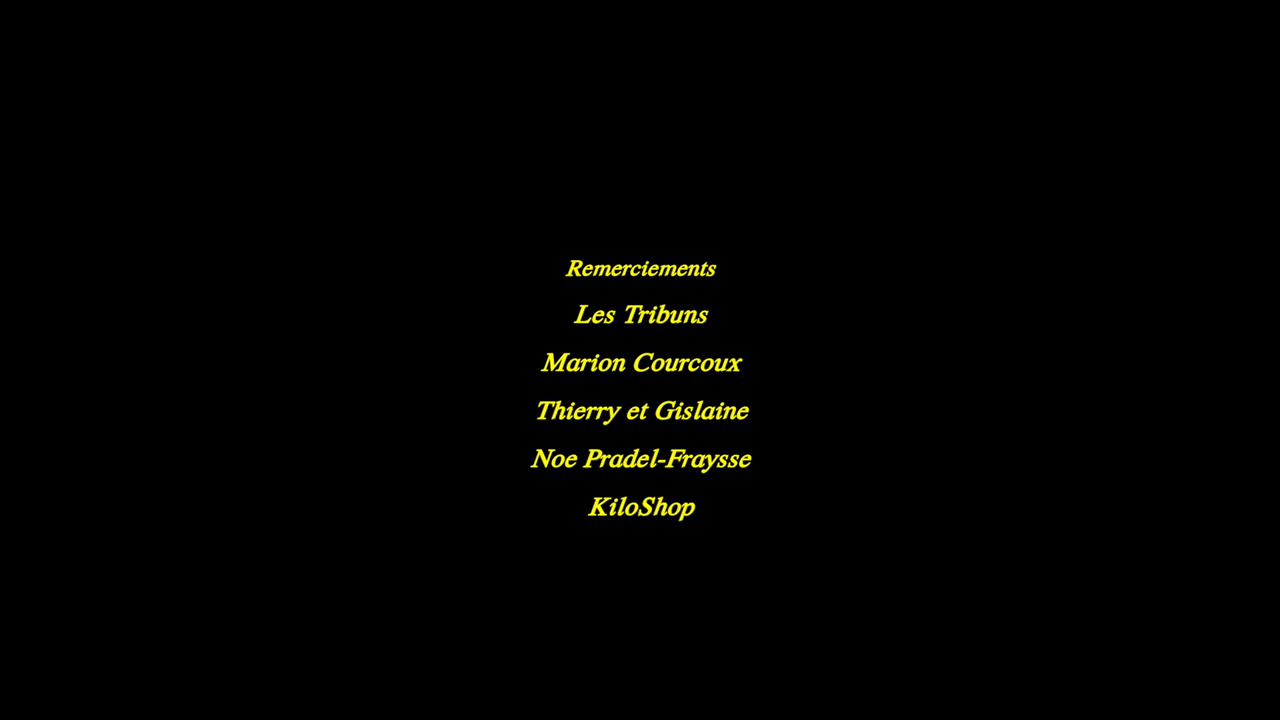 Remerciements
Les Tribuns
Marion Courcoux
Thierry et Gislaine
Noe Pradel-Fraysse
KiloShop